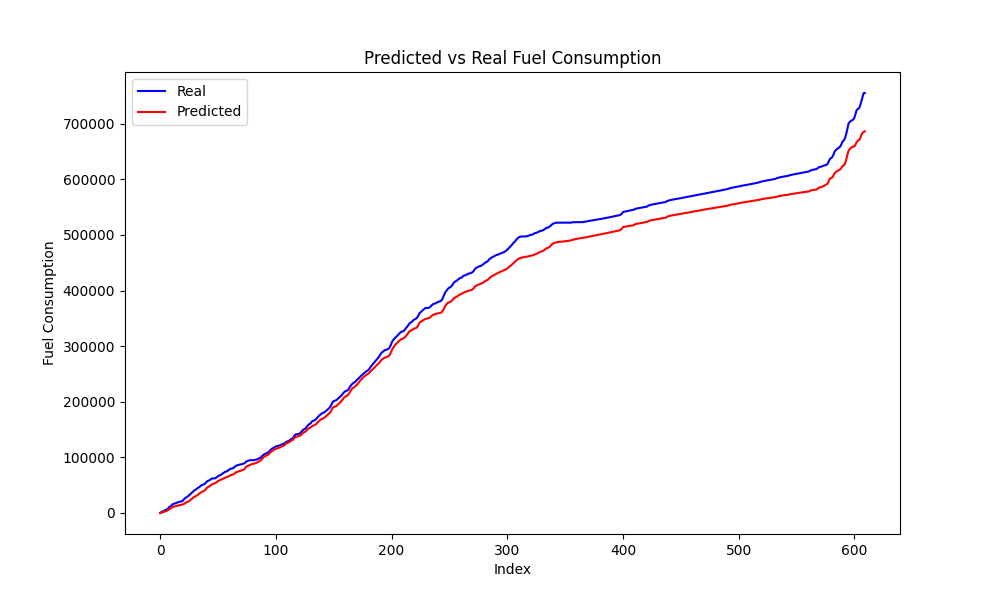 Predicted vs Real Fuel Consumption
Real
Predicted
700000
600000
500000
400000
300000
200000
100000
0
Fuel Consumption
0 100 200 300 400 500 600
Index